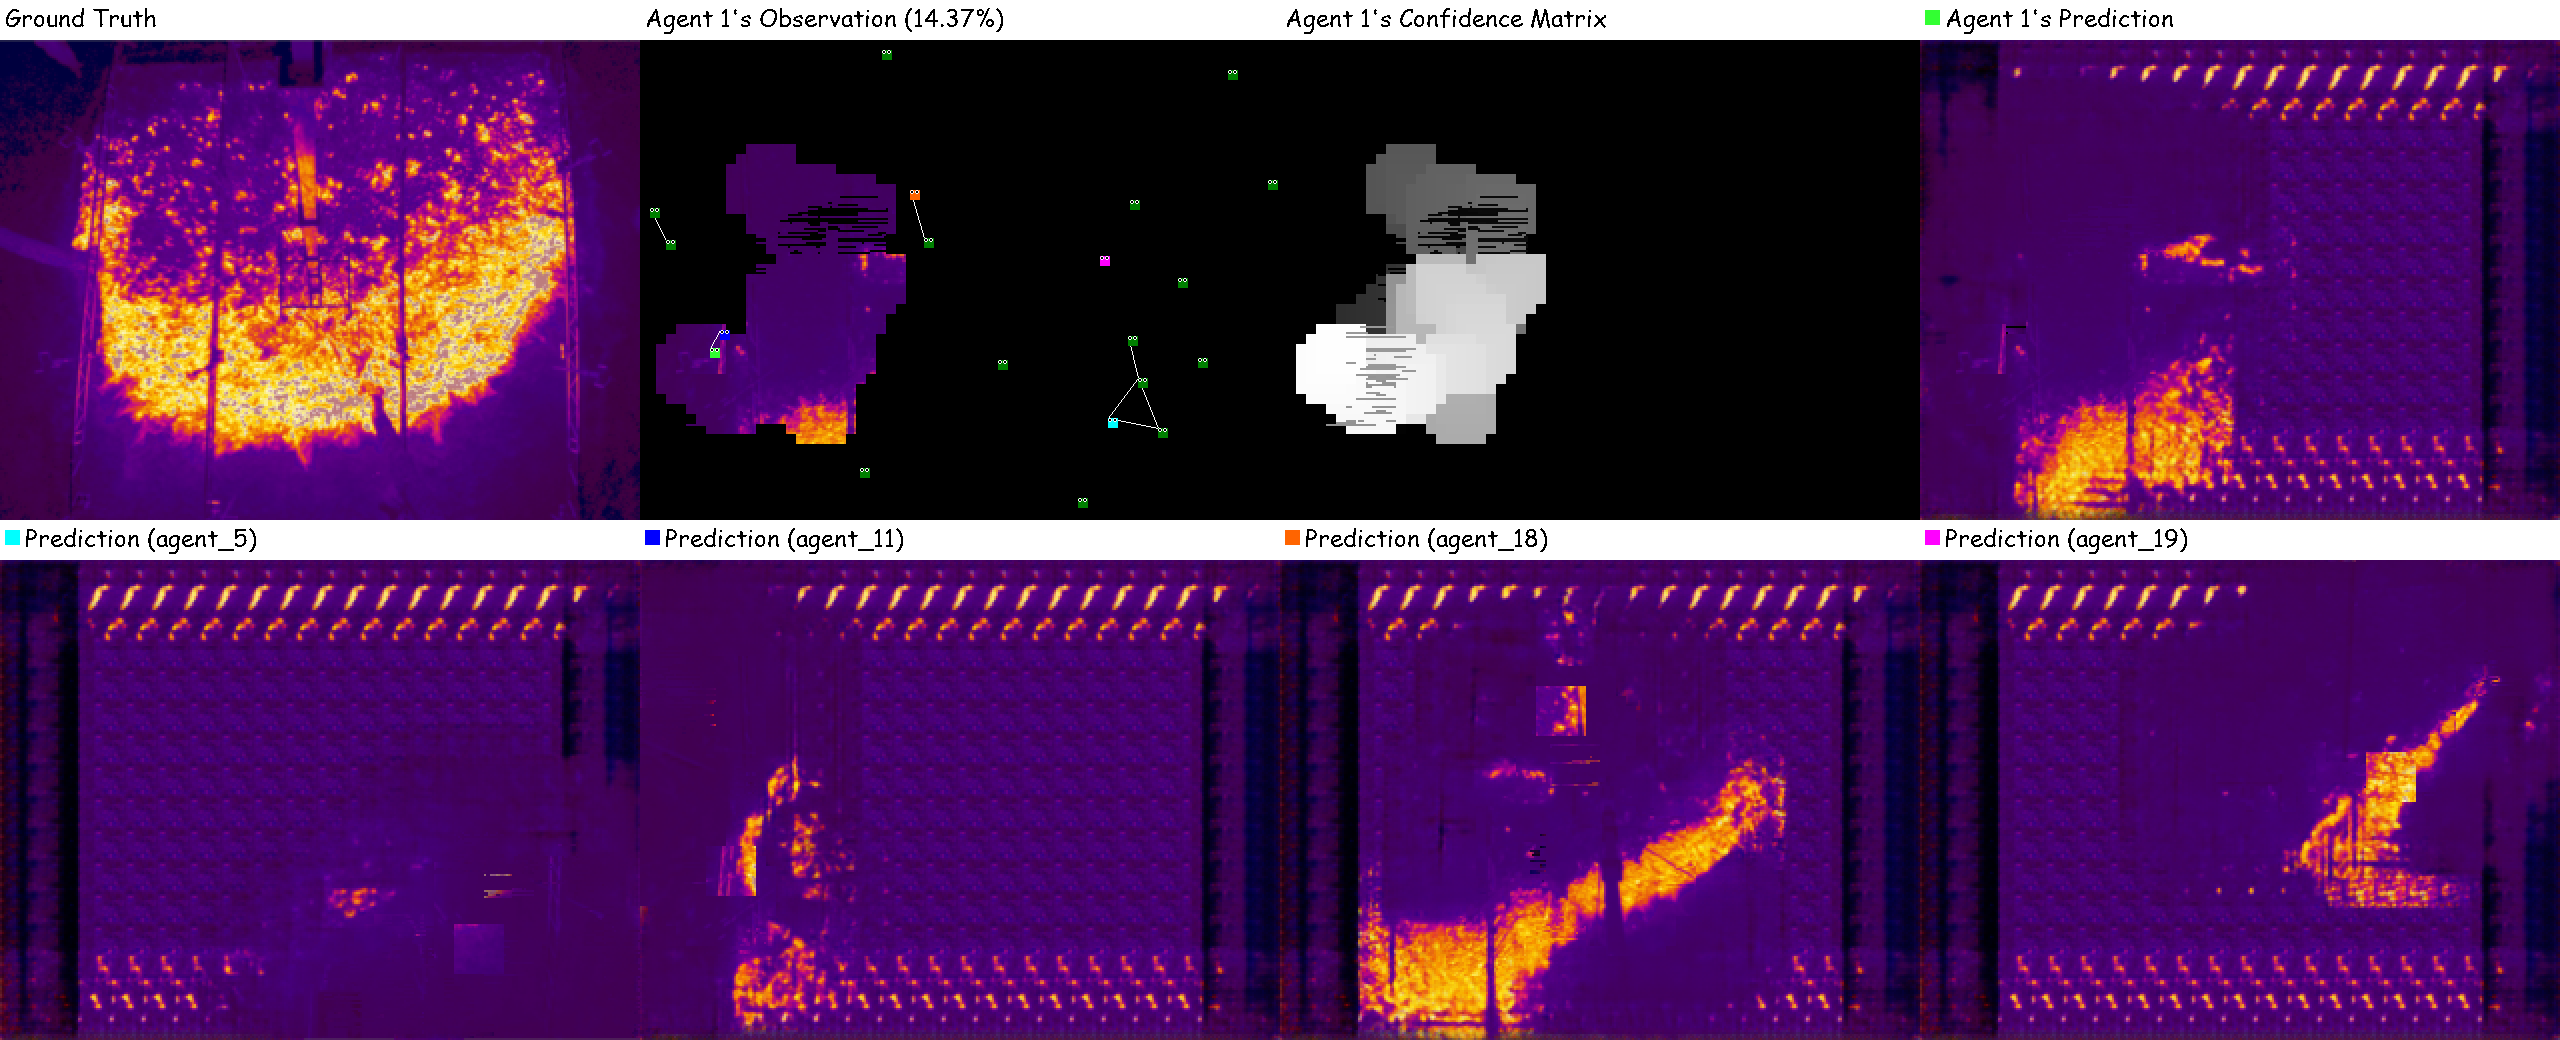 Ground Truth
Agent 1's Observation (14.37%)
Agent 1's Confidence Matrix
Agent 1's Prediction
Prediction (agent_5)
Prediction (agent_11)
Prediction (agent_18)
Prediction (agent_19)